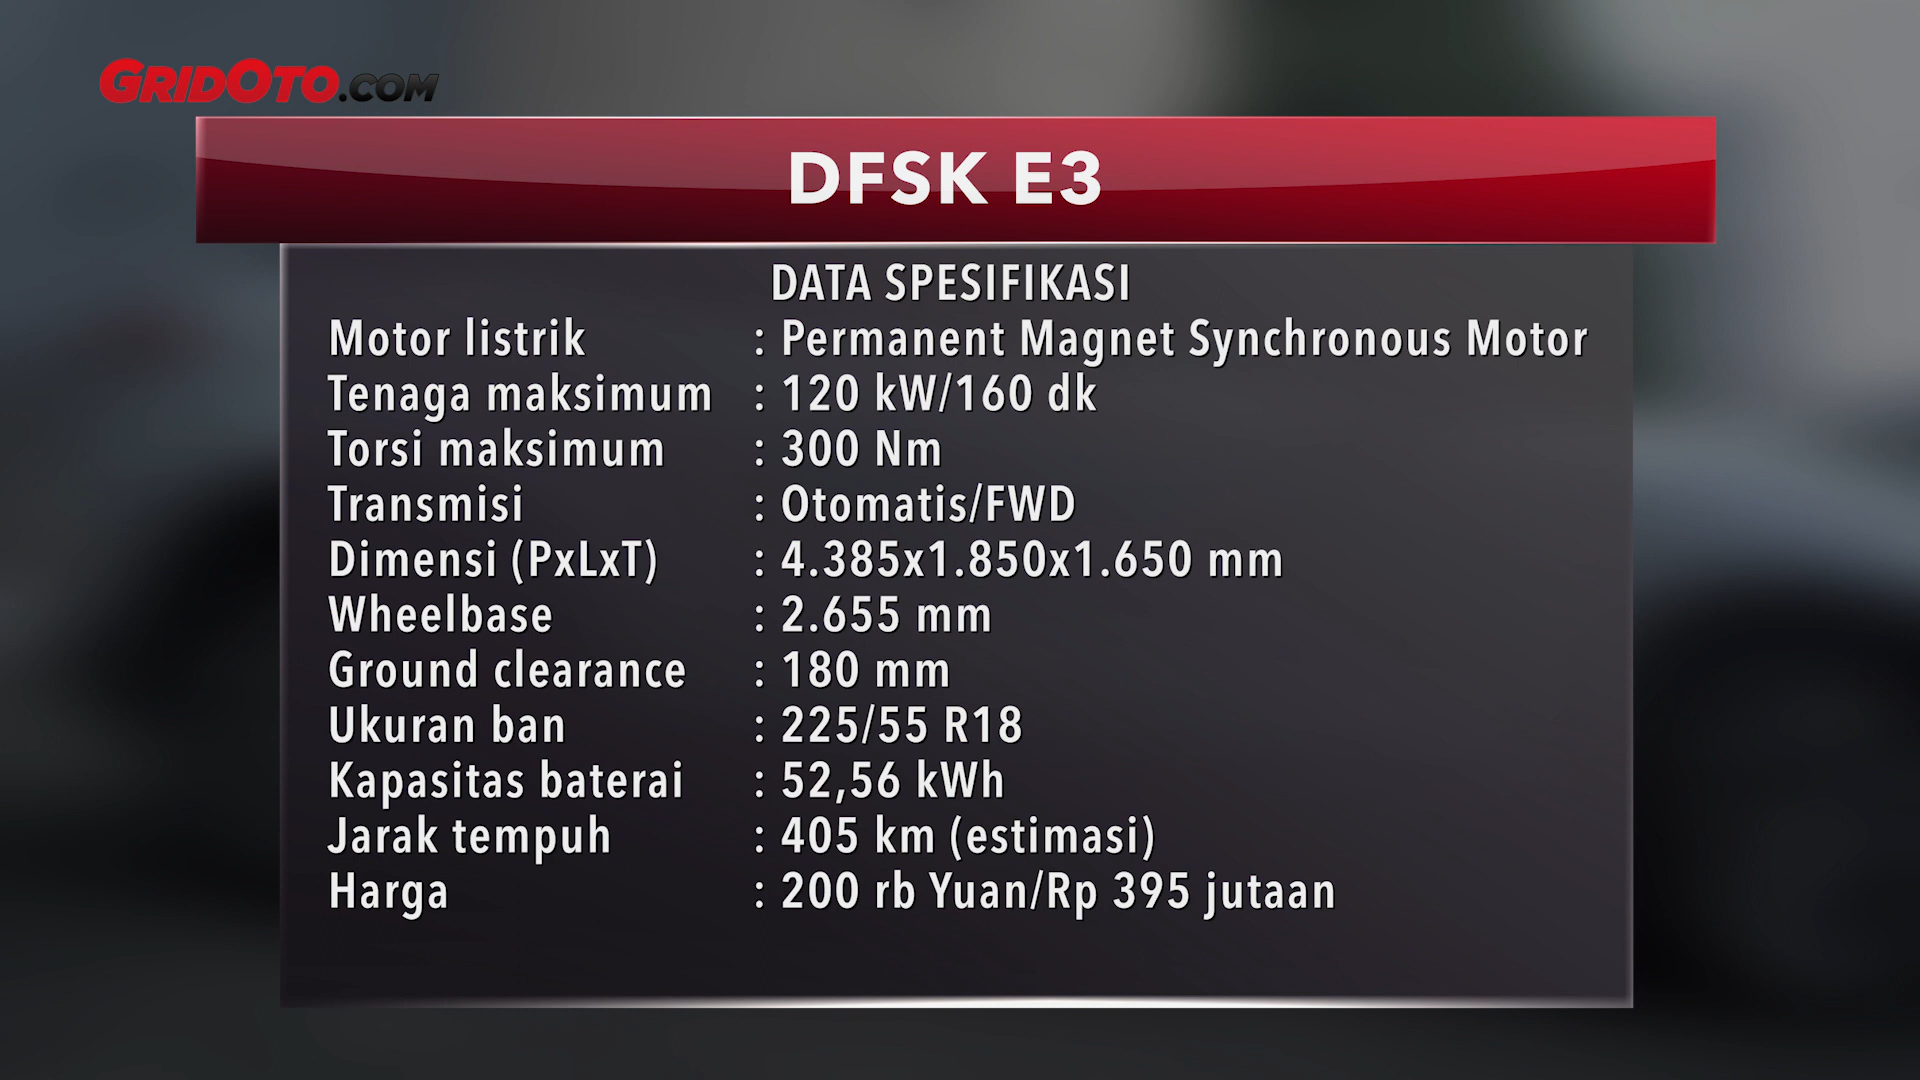 GRIDOTO.COM
DFSK E3
DATA SPESIFIKASI
Motor listrik : Permanent Magnet Synchronous Motor
Tenaga maksimum : 120 kW/160 dk
Torsi maksimum : 300 Nm
Transmisi : Otomatis/FWD
Dimensi (PxLxT) : 4.385x1.850x1.650 mm
Wheelbase : 2.655 mm
Ground clearance : 180 mm
Ukuran ban : 225/55 R18
Kapasitas baterai : 52,56 kWh
Jarak tempuh : 405 km (estimasi)
Harga : 200 rb Yuan/Rp 395 jutaan